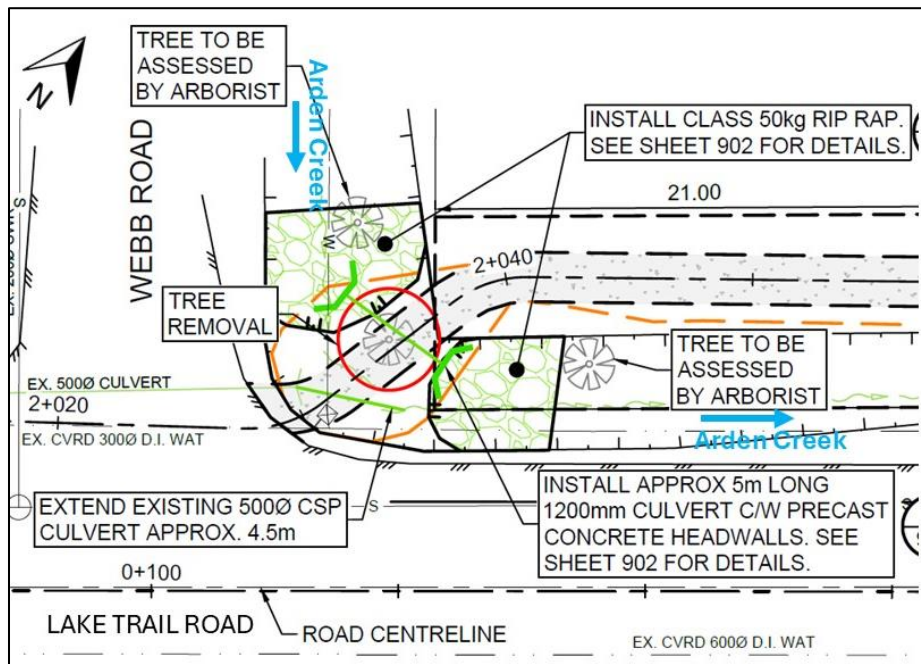 TREE TO BE
ASSESSED
BY ARBORIST
N
Arden Creek
WEBB ROAD
INSTALL CLASS 50kg RIP RAP.
SEE SHEET 902 FOR DETAILS.
21.00
S
W
2+040
TREE
REMOVAL
TREE TO BE
ASSESSED
BY ARBORIST
EX. 500Ø CULVERT
2+020
EX. CVRD 300Ø D.I. WAT
Arden Creek
EXTEND EXISTING 500Ø CSP
CULVERT APPROX. 4.5m
S
INSTALL APPROX 5m LONG
1200mm CULVERT C/W PRECAST
CONCRETE HEADWALLS. SEE
SHEET 902 FOR DETAILS.
0+100
LAKE TRAIL ROAD
ROAD CENTRELINE
EX. CVRD 600Ø D.I. WAT